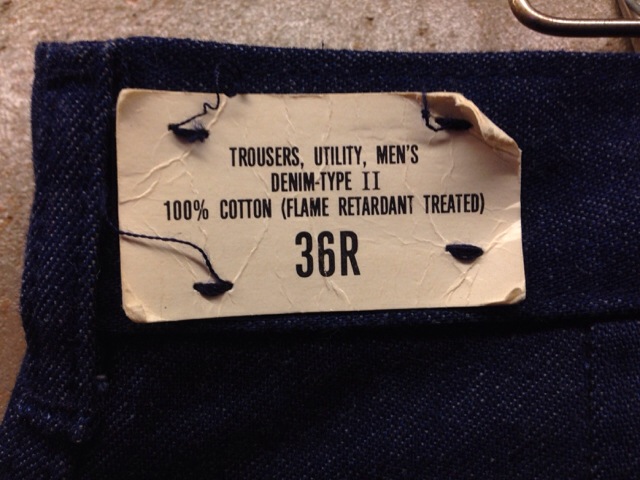 TROUSERS, UTILITY, MEN'S
DENIM-TYPE II
100% COTTON (FLAME RETARDANT TREATED)
36R